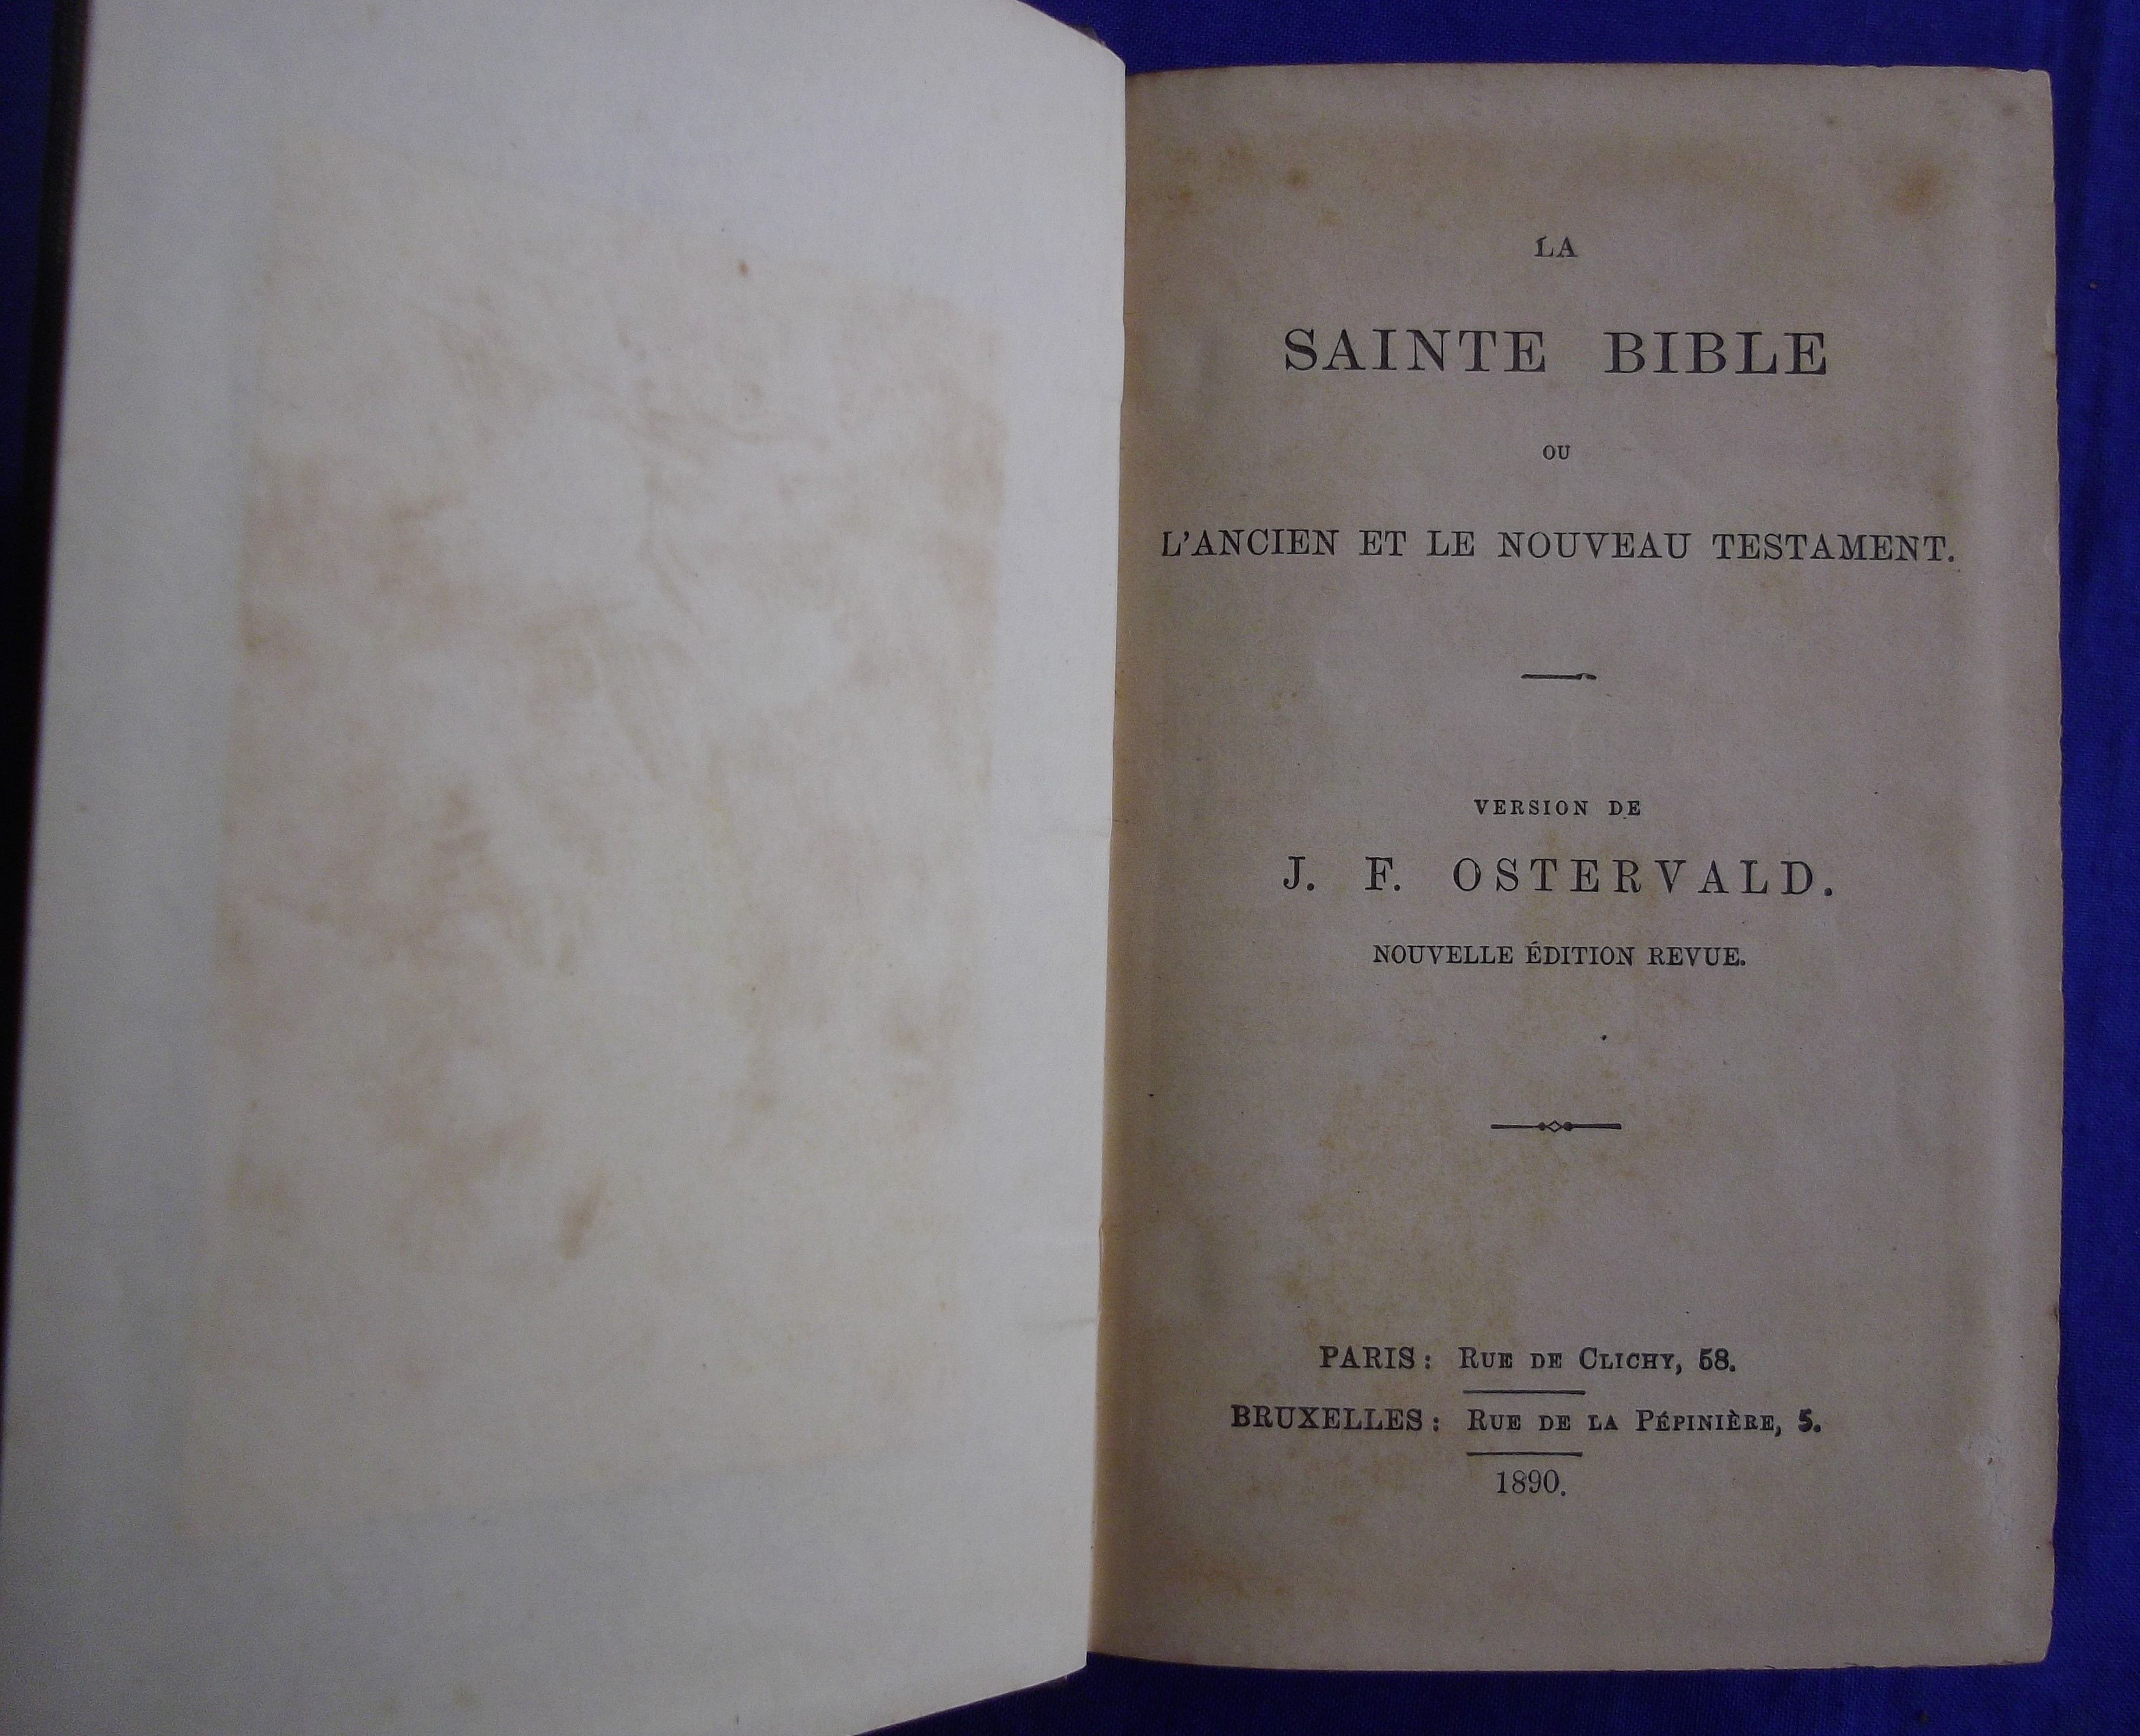 LA
SAINTE BIBLE
OU
L'ANCIEN ET LE NOUVEAU TESTAMENT.
VERSION DE
J. F. OSTERVALD.
NOUVELLE ÉDITION REVUE.
PARIS: RUE DE CLICHY, 58.
BRUXELLES: RUE DE LA PÉPINIÈRE, 5.
1890.